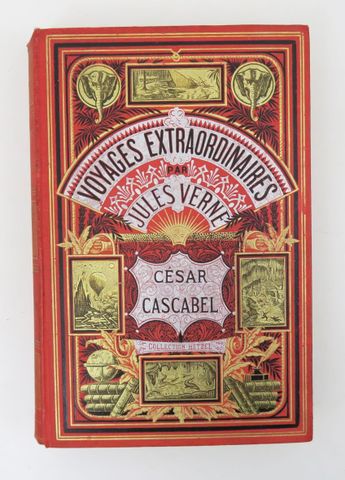 VOYAGES EXTRAORDINAIRES
PAR
JULES VERNE
CÉSAR
CASCABEL
COLLECTION HETZEL